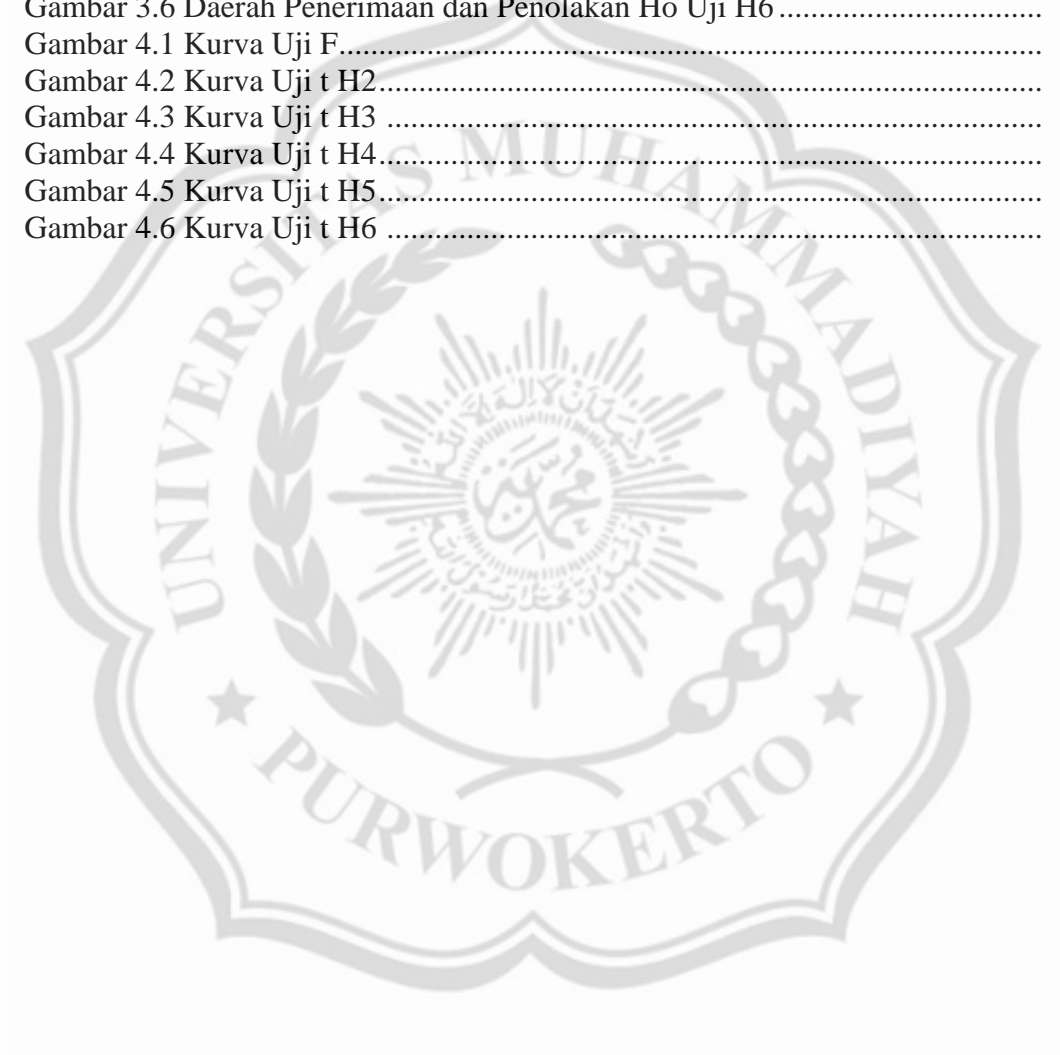 Gambar 3.6 Daerah Penerimaan dan Penolakan Ho Uji H6 .....................................
Gambar 4.1 Kurva Uji F.........................................................................................
Gambar 4.2 Kurva Uji t H2....................................................................................
Gambar 4.3 Kurva Uji t H3 ...................................................................................
Gambar 4.4 Kurva Uji t H4....................................................................................
Gambar 4.5 Kurva Uji t H5....................................................................................
Gambar 4.6 Kurva Uji t H6 ...................................................................................
UNIVERSITAS MUHAMMADIYAH
محمد
PURWOKERTO